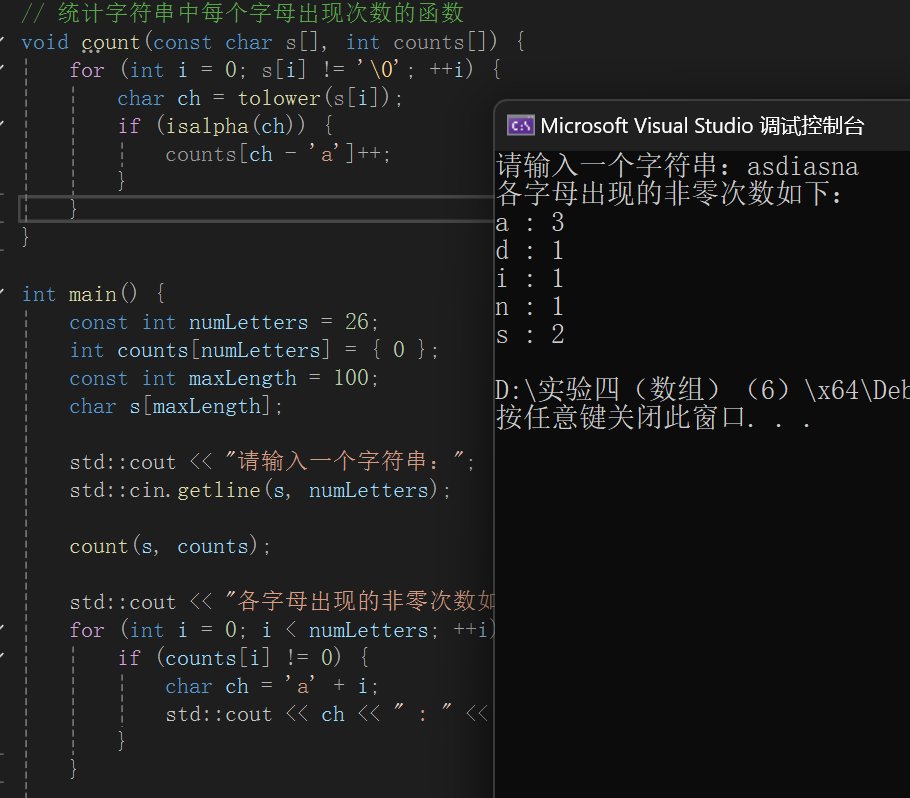 // 统计字符串中每个字母出现次数的函数
void count(const char s[], int counts[]) {
for (int i = 0; s[i] != '\0'; ++i) {
char ch = tolower(s[i]);
if (isalpha(ch)) {
counts[ch - 'a']++;
}
}
}
int main() {
const int numLetters = 26;
int counts[numLetters] = { 0 };
const int maxLength = 100;
char s[maxLength];
std::cout << "请输入一个字符串: ";
std::cin.getline(s, numLetters);
count(s, counts);
std::cout << "各字母出现的非零次数如
for (int i = 0; i < numLetters; ++i)
if (counts[i] != 0) {
char ch = 'a' + i;
std::cout << ch << " : " <<
}
}
Microsoft Visual Studio 调试控制台
请输入一个字符串: asdiasna
各字母出现的非零次数如下:
a : 3
d : 1
i : 1
n : 1
s : 2
D:\实验四（数组）（6）\x64\Deb
按任意键关闭此窗口. . .